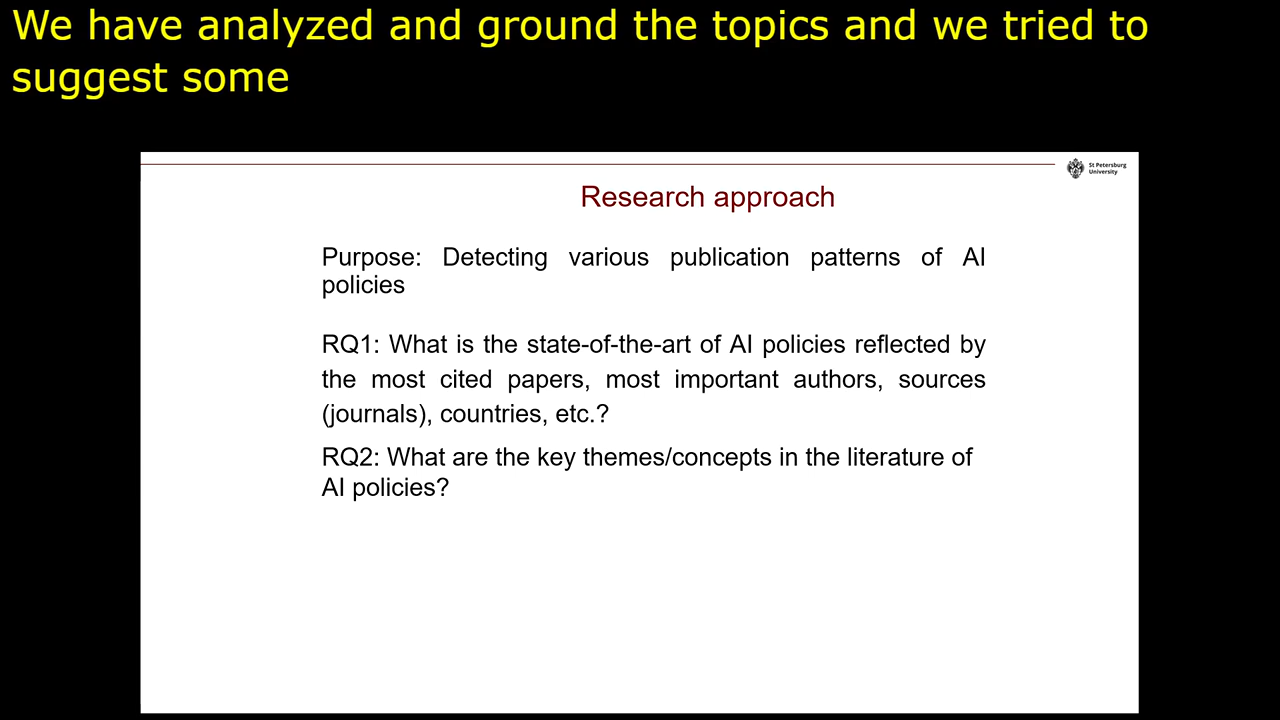 We have analyzed and ground the topics and we tried to
suggest some
St Petersburg
University
Research approach
Purpose: Detecting various publication patterns of AI
policies
RQ1: What is the state-of-the-art of AI policies reflected by
the most cited papers, most important authors, sources
(journals), countries, etc.?
RQ2: What are the key themes/concepts in the literature of
AI policies?